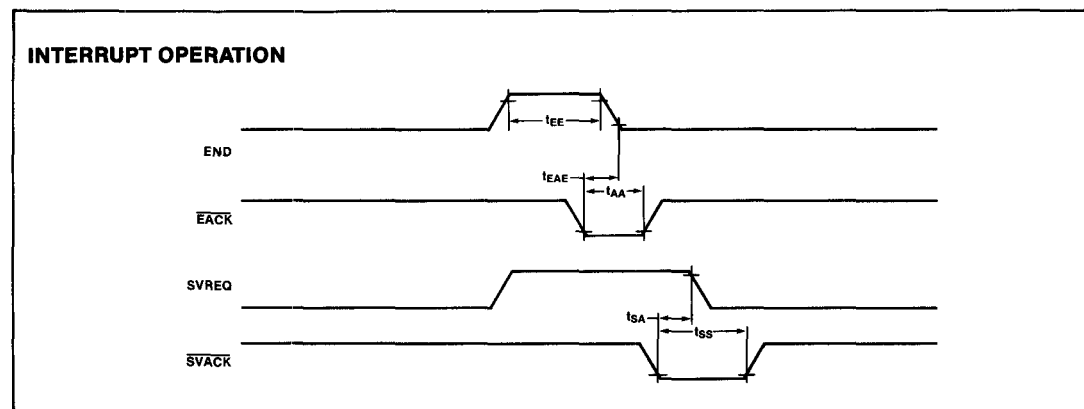 INTERRUPT OPERATION
tEE
END
tEAE
tAA
EACK
SVREQ
tSA
tSS
SVACK